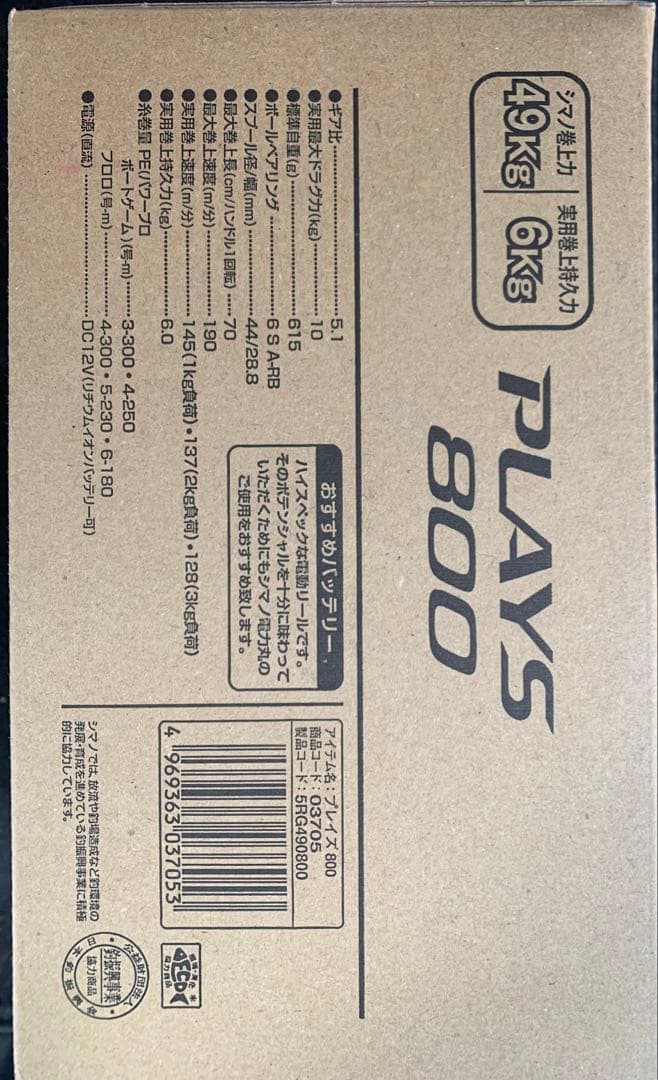 シマノ巻上力
49Kg
実用巻上持久力
6Kg
PLAYS
800
●ギア比……………………5.1
●実用最大ドラグ力(kg)…………10
●標準自重(g)…………………615
●ボールベアリング…………6 S A-RB
●スプール径/幅(mm)…………44/28.8
●最大巻上長(cm/ハンドル1回転)……70
●最大巻上速度(m/分)…………190
●実用巻上速度(m/分)…………145(1kg負荷)・137(2kg負荷)・128(3kg負荷)
●実用巻上持久力(kg)…………6.0
●糸巻量 PE(パワープロ
ボートゲーム)(号-m)………3-300・4-250
フロロ(号-m)………………4-300・5-230・6-180
●電源(直流)…………………DC12V(リチウムイオンバッテリー可)
おすすめバッテリー
ハイスペックな電動リールです。
そのポテンシャルを十分に味わって
いただくためにもシマノ電力丸の
ご使用をおすすめ致します。
アイテム名：プレイズ 800
商品コード：03705
製品コード：5RG490800
4 969363 037053
シマノでは、放流や釣場造成など釣環境の
発展・育成を進めている釣振興事業に積極
的に協力しています。
ECO
公益財団法人
釣振興事業
協力商品
日本釣振興会